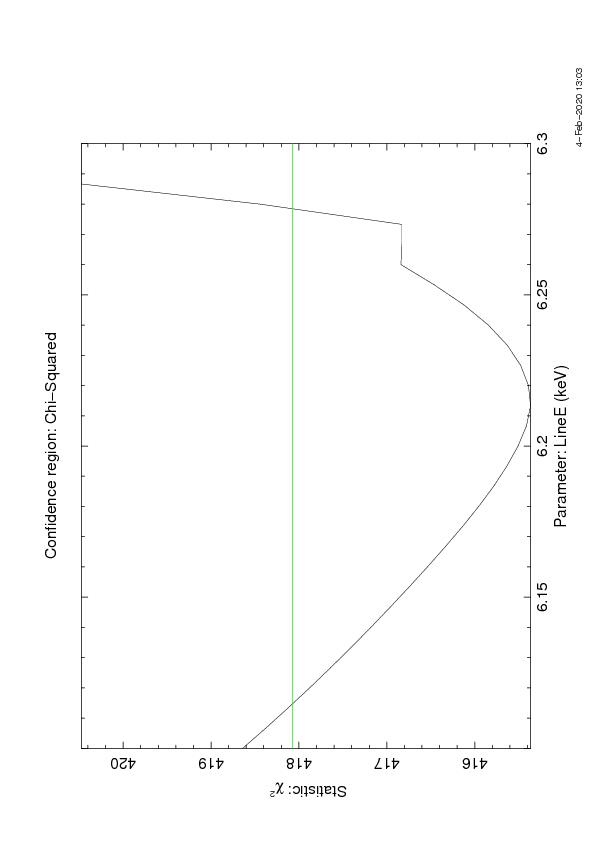 Confidence region: Chi−Squared
Statistic: χ²
420
419
418
417
416
6.15
6.2
6.25
6.3
Parameter: LineE (keV)
4−Feb−2020 13:03